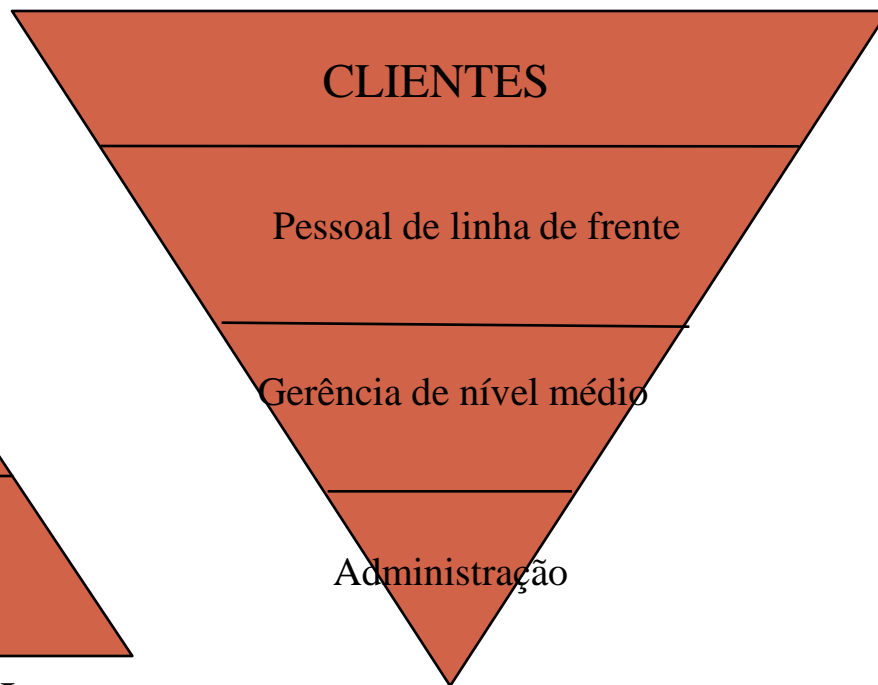 CLIENTES
Pessoal de linha de frente
Gerência de nível médio
Administração